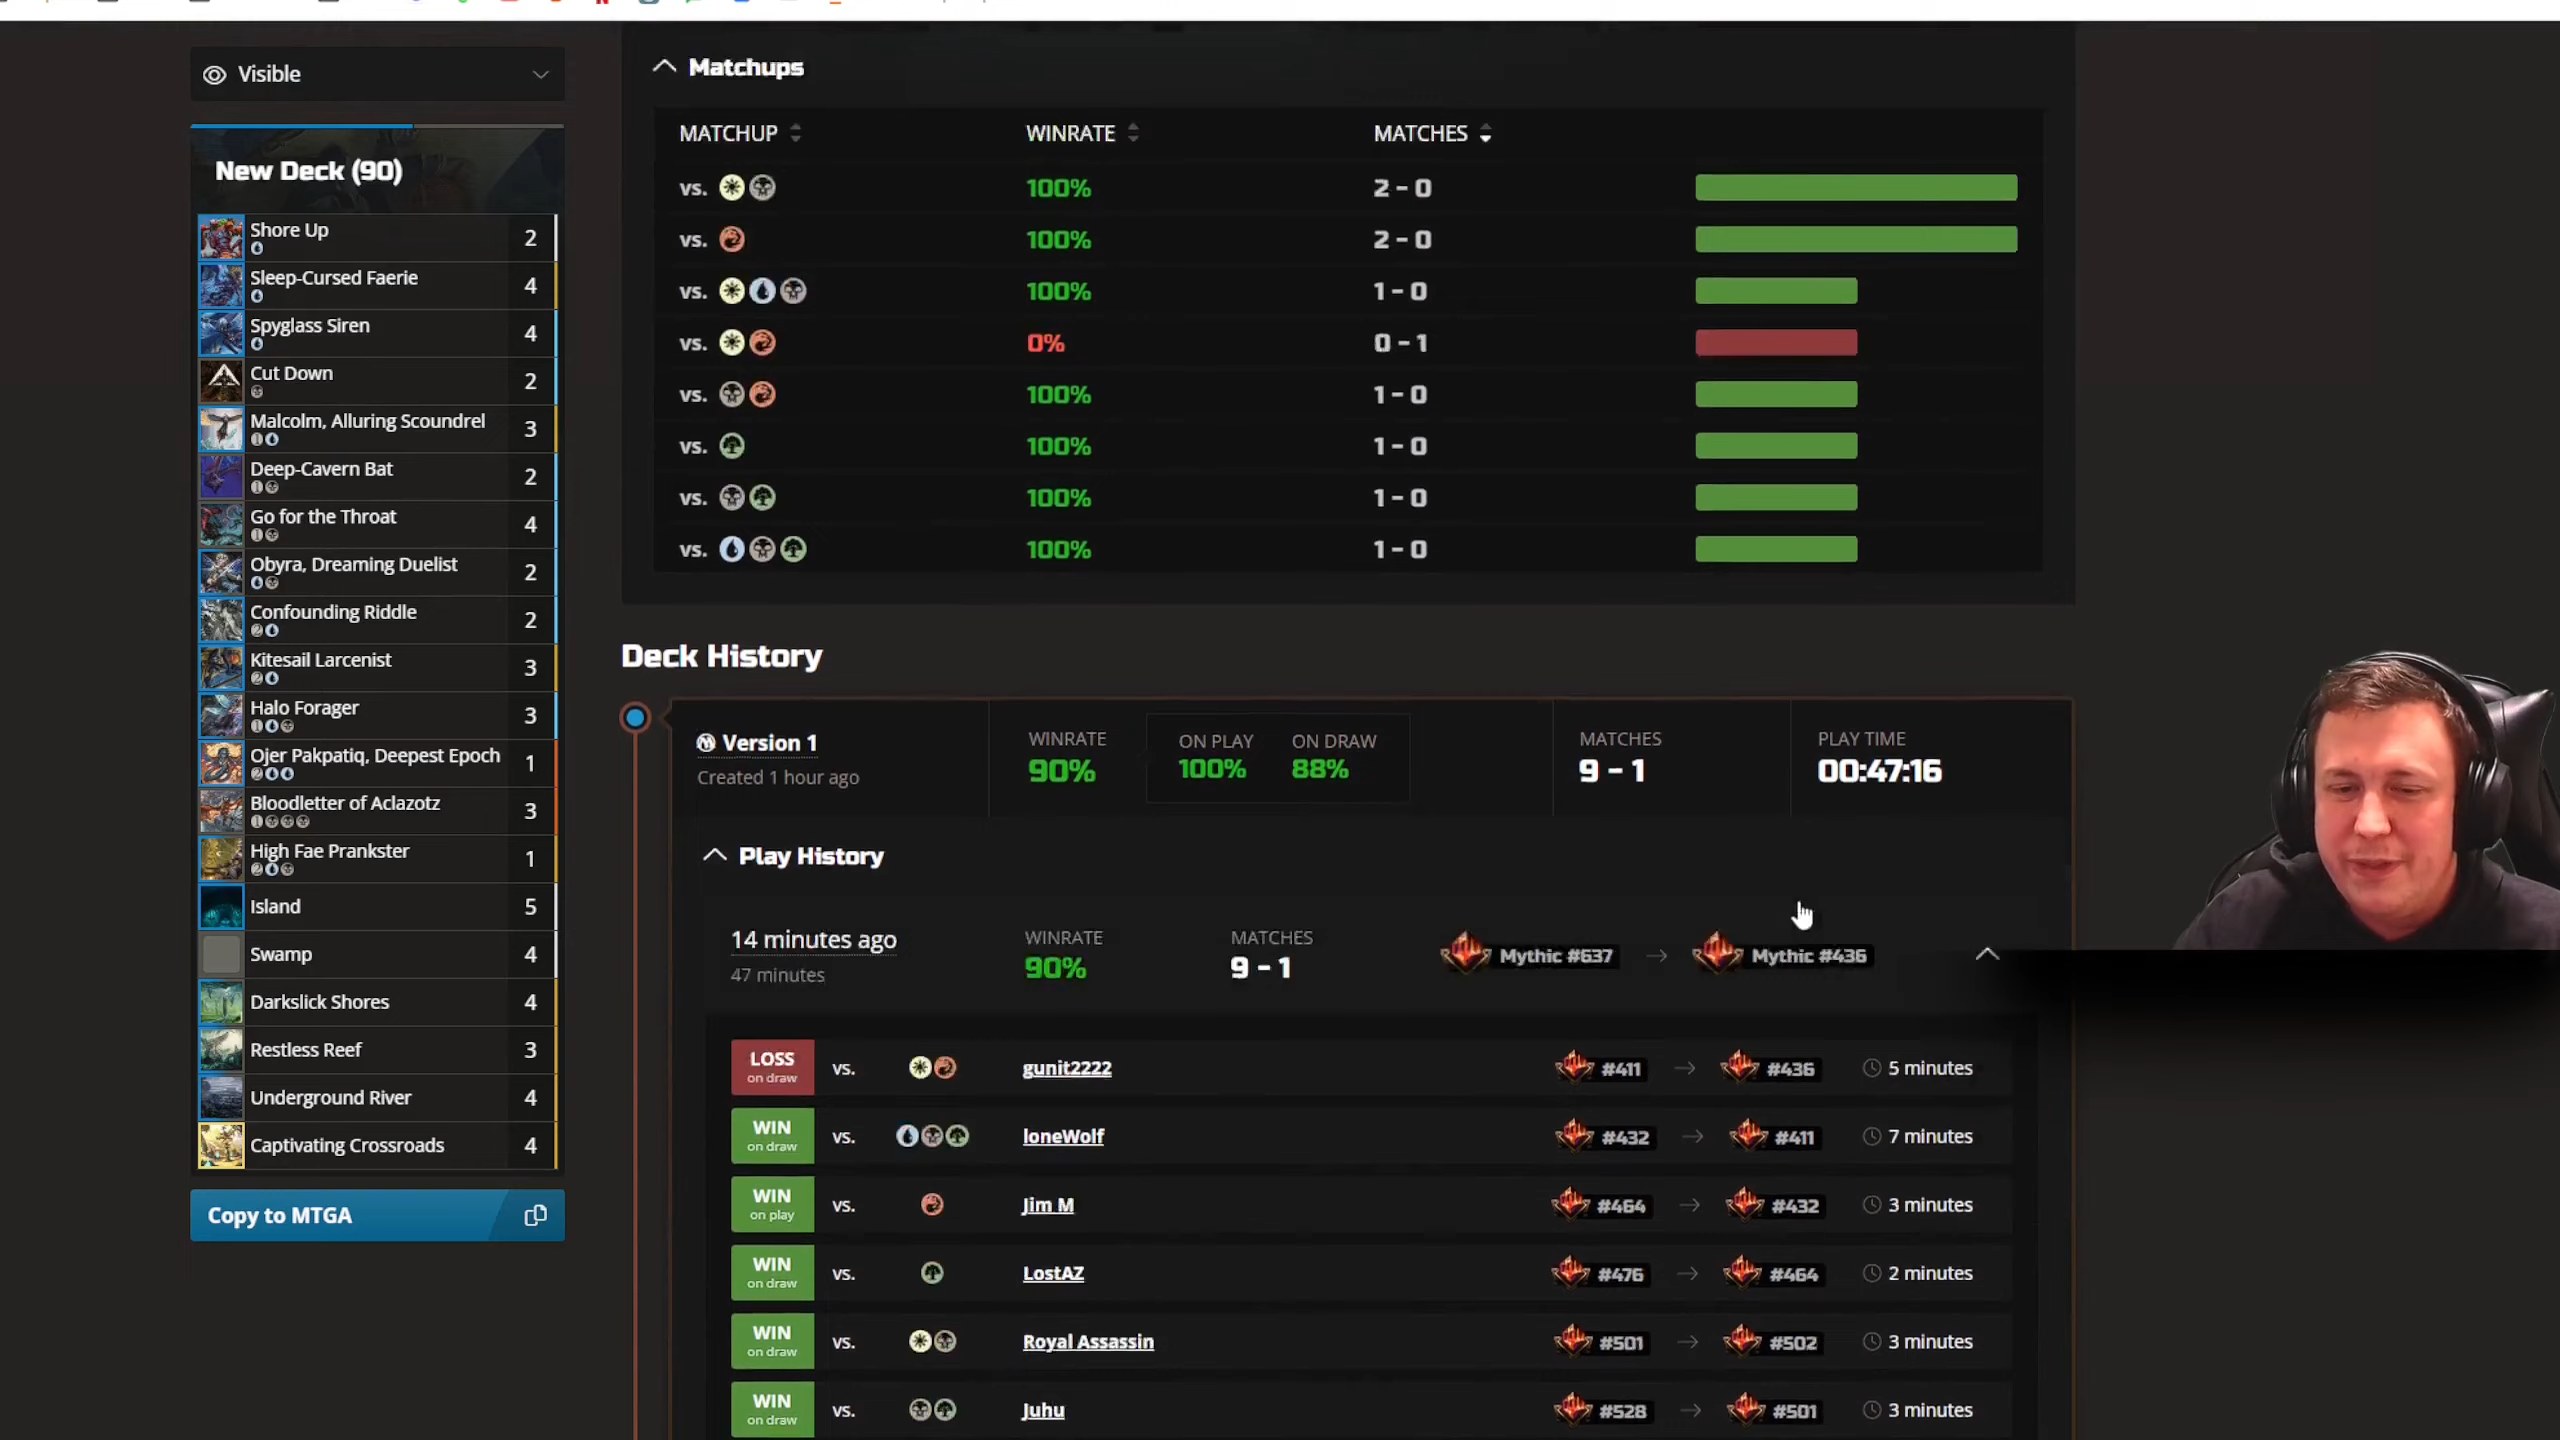 Visible
New Deck (90)
Shore Up 2
Sleep-Cursed Faerie 4
Spyglass Siren 4
Cut Down 2
Malcolm, Alluring Scoundrel 3
1
Deep-Cavern Bat 2
1
Go for the Throat 4
1
Obyra, Dreaming Duelist 2
Confounding Riddle 2
2
Kitesail Larcenist 3
2
Halo Forager 3
1
Ojer Pakpatiq, Deepest Epoch 1
2
Bloodletter of Aclazotz 3
1
High Fae Prankster 1
2
Island 5
Swamp 4
Darkslick Shores 4
Restless Reef 3
Underground River 4
Captivating Crossroads 4
Copy to MTGA
Matchups
MATCHUP WINRATE MATCHES
vs. 100% 2 - 0
vs. 100% 2 - 0
vs. 100% 1 - 0
vs. 0% 0 - 1
vs. 100% 1 - 0
vs. 100% 1 - 0
vs. 100% 1 - 0
vs. 100% 1 - 0
Deck History
Version 1
Created 1 hour ago
WINRATE
90%
ON PLAY
100%
ON DRAW
88%
MATCHES
9 - 1
PLAY TIME
00:47:16
Play History
14 minutes ago
47 minutes
WINRATE
90%
MATCHES
9 - 1
Mythic #637 → Mythic #436
LOSS
on draw
vs. gunit2222 #411 → #436 5 minutes
WIN
on draw
vs. loneWolf #432 → #411 7 minutes
WIN
on play
vs. Jim M #464 → #432 3 minutes
WIN
on draw
vs. LostAZ #476 → #464 2 minutes
WIN
on draw
vs. Royal Assassin #501 → #502 3 minutes
WIN
on draw
vs. Juhu #528 → #501 3 minutes